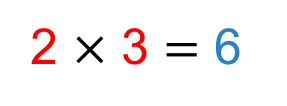 2 × 3 = 6